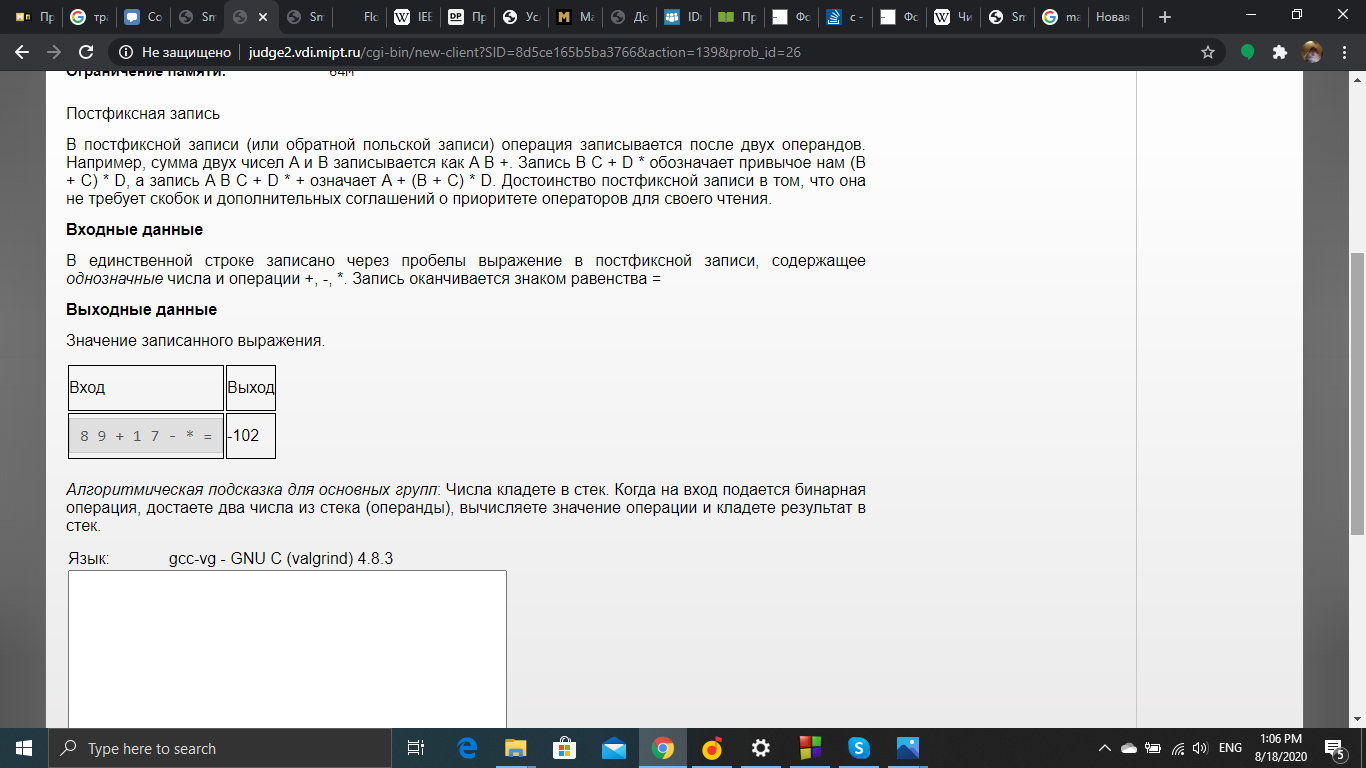 Пр
тра
Со
Sm
Sm
Flo
IEE
Пр
Усл
Ма
До
IDe
Пр
Фо
c -
Фо
Чи
Sm
ma
Новая
Не защищено
judge2.vdi.mipt.ru/cgi-bin/new-client?SID=8d5ce165b5ba3766&action=139&prob_id=26
Ограничение памяти: 64M
Постфиксная запись
В постфиксной записи (или обратной польской записи) операция записывается после двух операндов.
Например, сумма двух чисел A и B записывается как A B +. Запись B C + D * обозначает привычое нам (B
+ C) * D, а запись A B C + D * + означает A + (B + C) * D. Достоинство постфиксной записи в том, что она
не требует скобок и дополнительных соглашений о приоритете операторов для своего чтения.
Входные данные
В единственной строке записано через пробелы выражение в постфиксной записи, содержащее
однозначные числа и операции +, -, *. Запись оканчивается знаком равенства =
Выходные данные
Значение записанного выражения.
Вход Выход
8 9 + 1 7 - * = -102
Алгоритмическая подсказка для основных групп: Числа кладете в стек. Когда на вход подается бинарная
операция, достаете два числа из стека (операнды), вычисляете значение операции и кладете результат в
стек.
Язык: gcc-vg - GNU C (valgrind) 4.8.3
Type here to search
ENG
1:06 PM
8/18/2020
5